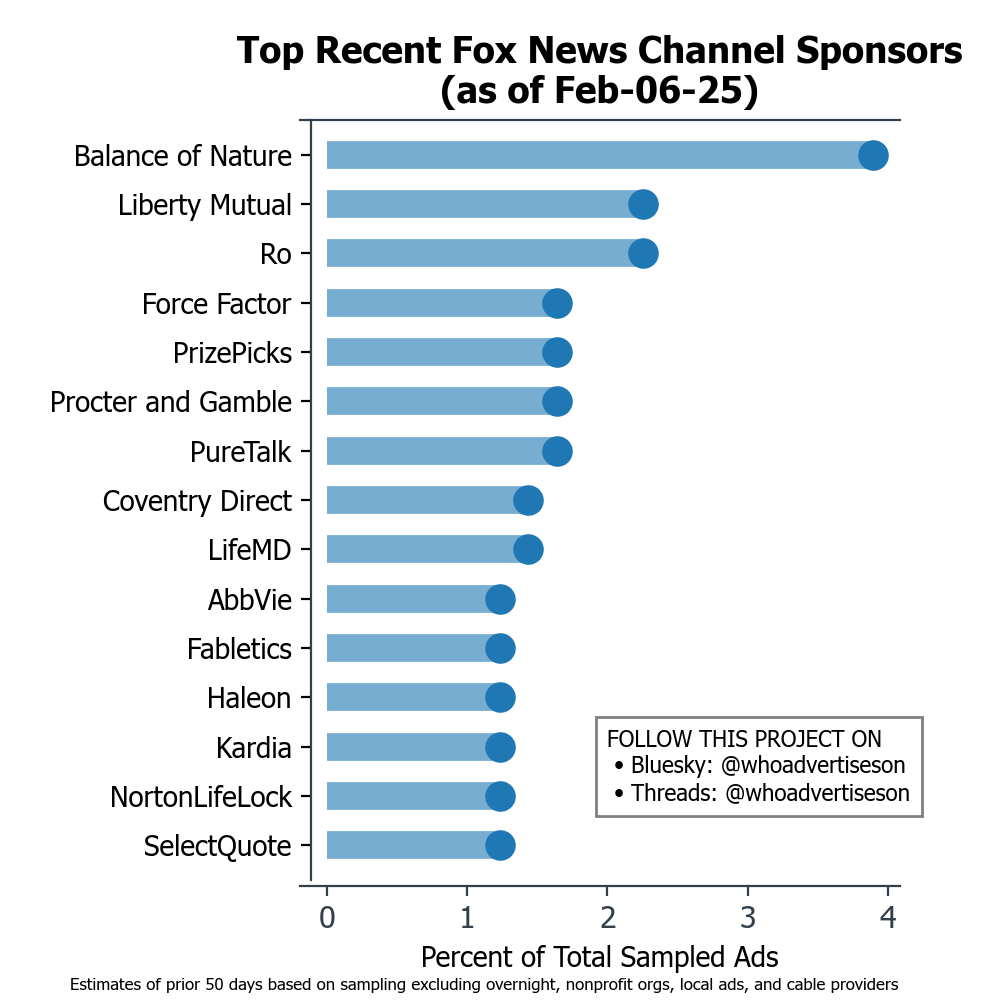 Top Recent Fox News Channel Sponsors
(as of Feb-06-25)
Balance of Nature
Liberty Mutual
Ro
Force Factor
PrizePicks
Procter and Gamble
PureTalk
Coventry Direct
LifeMD
AbbVie
Fabletics
Haleon
Kardia
NortonLifeLock
SelectQuote
FOLLOW THIS PROJECT ON
• Bluesky: @whoadvertiseson
• Threads: @whoadvertiseson
0 1 2 3 4
Percent of Total Sampled Ads
Estimates of prior 50 days based on sampling excluding overnight, nonprofit orgs, local ads, and cable providers